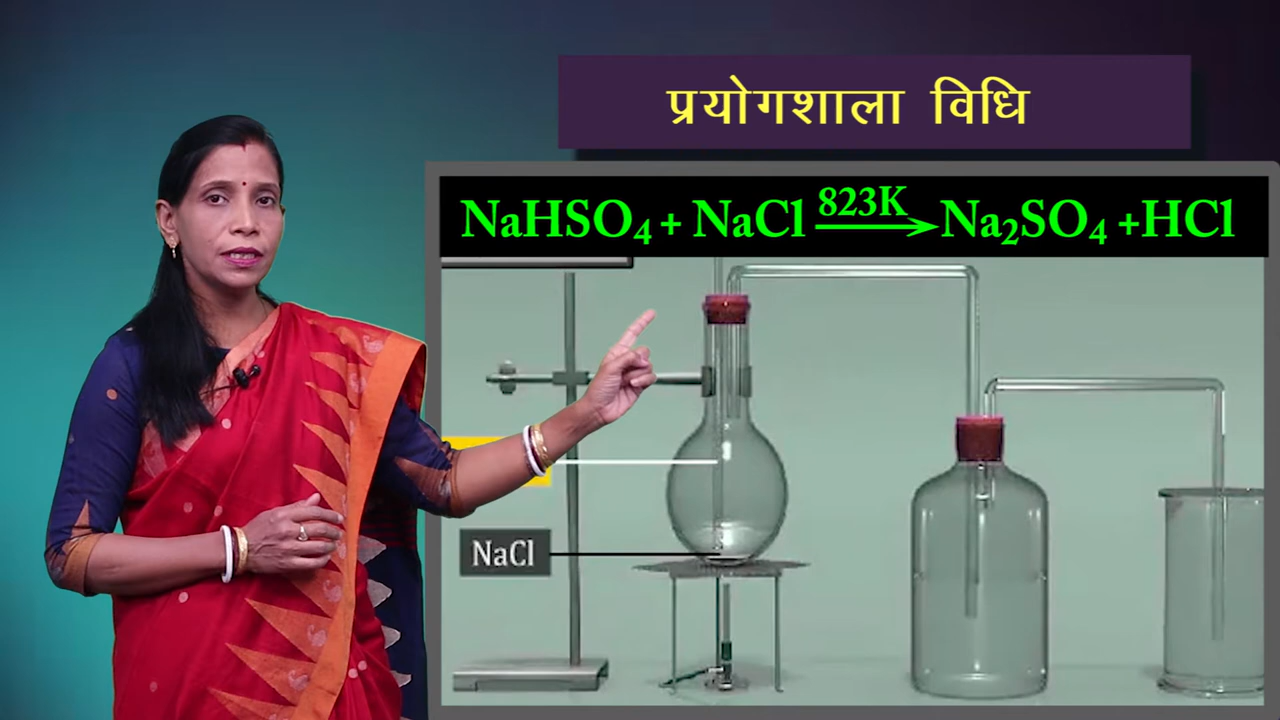 प्रयोगशाला विधि
NaHSO₄ + NaCl 823K→ Na₂SO₄ + HCl
NaCl